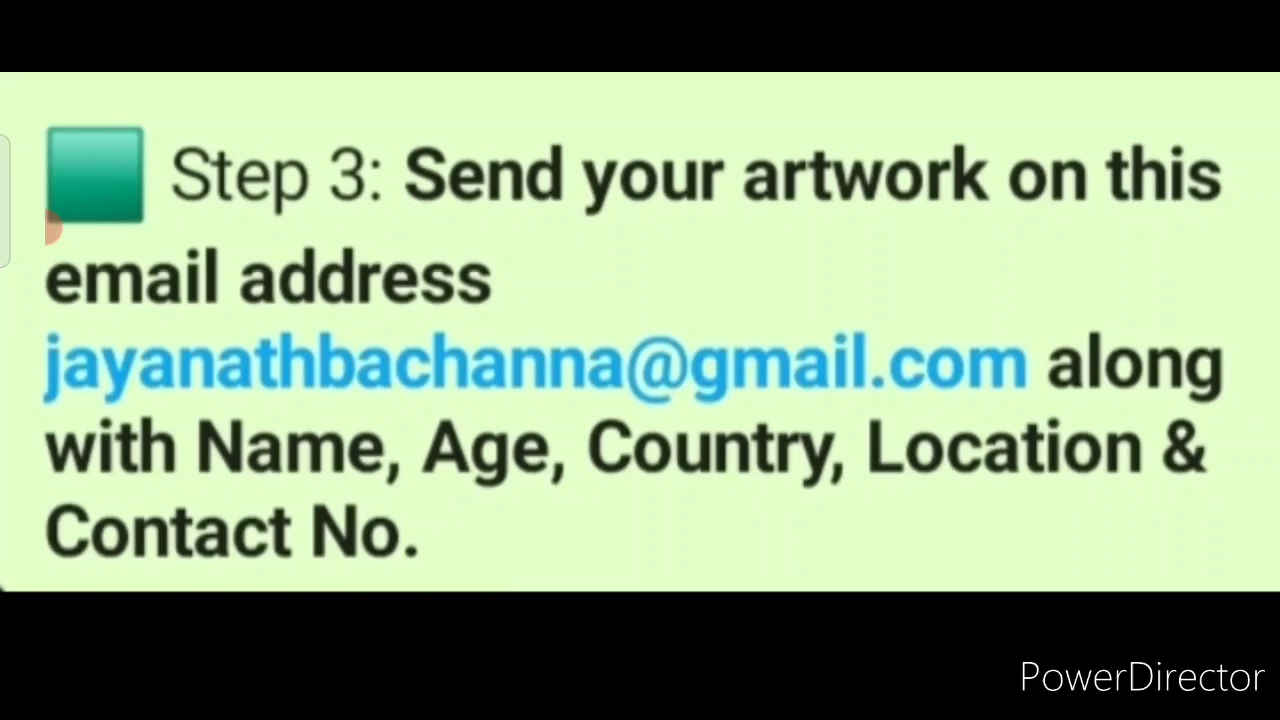 Step 3: Send your artwork on this
email address
jayanathbachanna@gmail.com along
with Name, Age, Country, Location &
Contact No.
PowerDirector